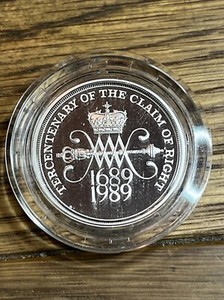 TERCENTENARY OF THE CLAIM OF RIGHT
1689
1989